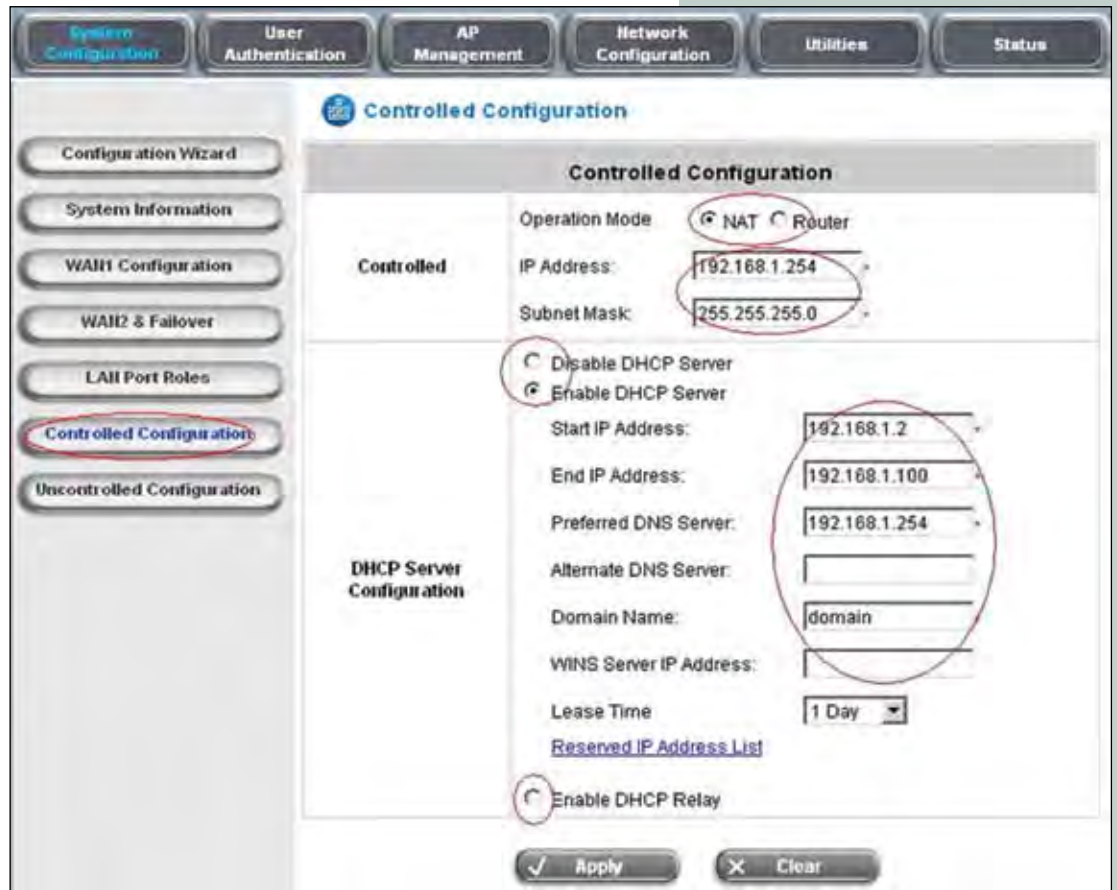 System Configuration
User Authentication
AP Management
Network Configuration
Utilities
Status
Controlled Configuration
Configuration Wizard
System Information
WAN1 Configuration
WAN2 & Failover
LAN Port Roles
Controlled Configuration
Uncontrolled Configuration
Controlled Configuration
Controlled
Operation Mode NAT Router
IP Address: 192.168.1.254 *
Subnet Mask: 255.255.255.0 *
DHCP Server Configuration
Disable DHCP Server
Enable DHCP Server
Start IP Address: 192.168.1.2 *
End IP Address: 192.168.1.100 *
Preferred DNS Server: 192.168.1.254 *
Alternate DNS Server:
Domain Name: domain *
WINS Server IP Address:
Lease Time 1 Day
Reserved IP Address List
Enable DHCP Relay
Apply
Clear